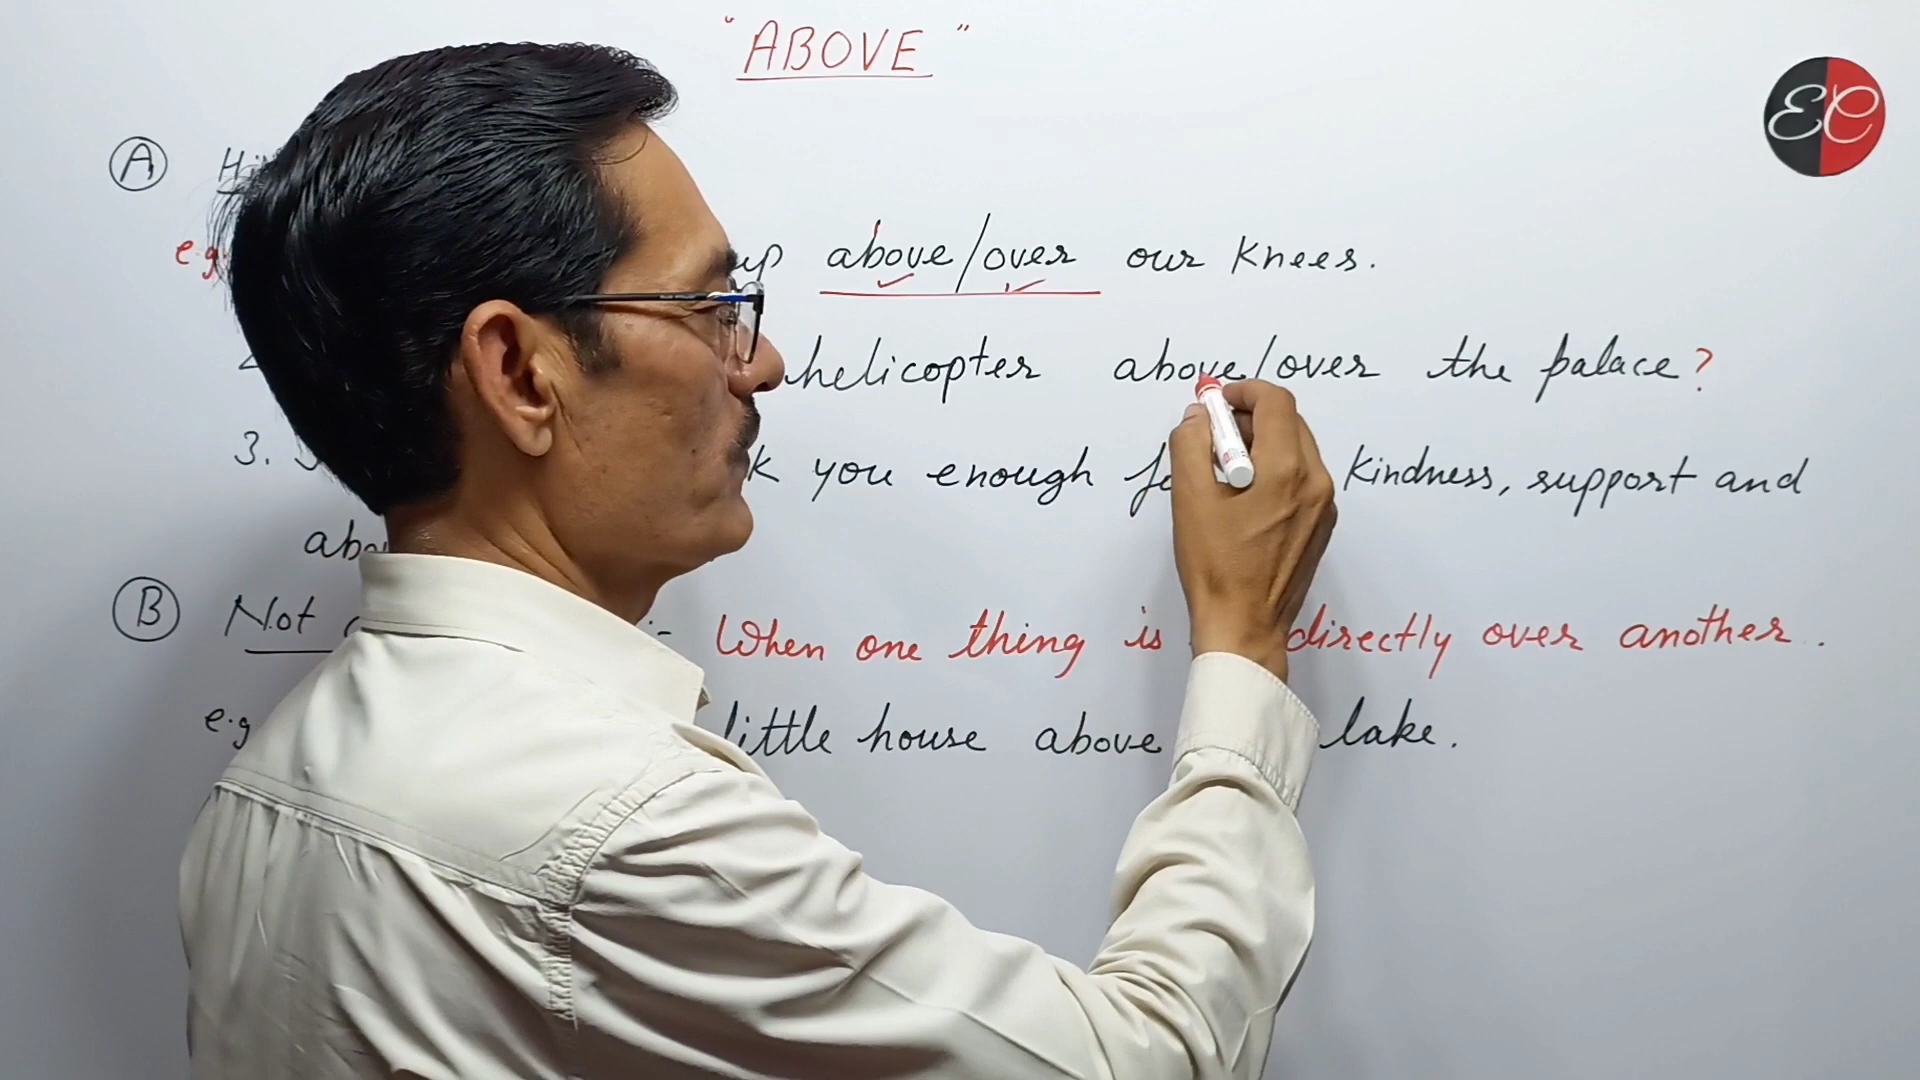 "ABOVE"
EC
A
e.g. up above/over our knees.
helicopter above/over the palace?
3. you enough kindness, support and
B Not :- When one thing is directly over another.
e.g little house above lake.